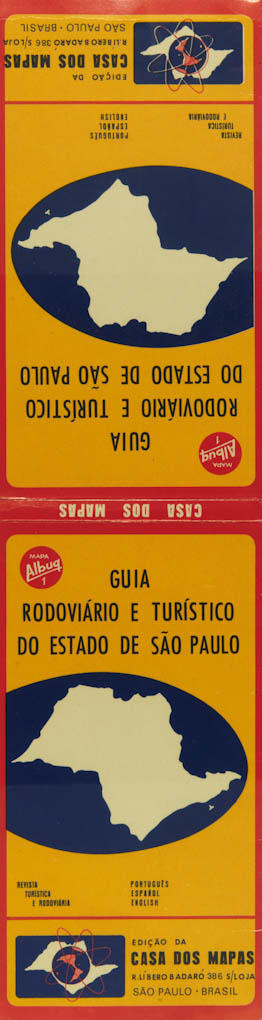 EDIÇÃO DA
CASA DOS MAPAS
R.LÍBERO BADARÓ 386 S/LOJA
SÃO PAULO · BRASIL
REVISTA
TURÍSTICA
E RODOVIÁRIA
PORTUGUÊS
ESPAÑOL
ENGLISH
GUIA
RODOVIÁRIO E TURÍSTICO
DO ESTADO DE SÃO PAULO
MAPA
Albuq
1
CASA DOS MAPAS
MAPA
Albuq
1
GUIA
RODOVIÁRIO E TURÍSTICO
DO ESTADO DE SÃO PAULO
REVISTA
TURÍSTICA
E RODOVIÁRIA
PORTUGUÊS
ESPAÑOL
ENGLISH
EDIÇÃO DA
CASA DOS MAPAS
R.LÍBERO BADARÓ 386 S/LOJA
SÃO PAULO · BRASIL